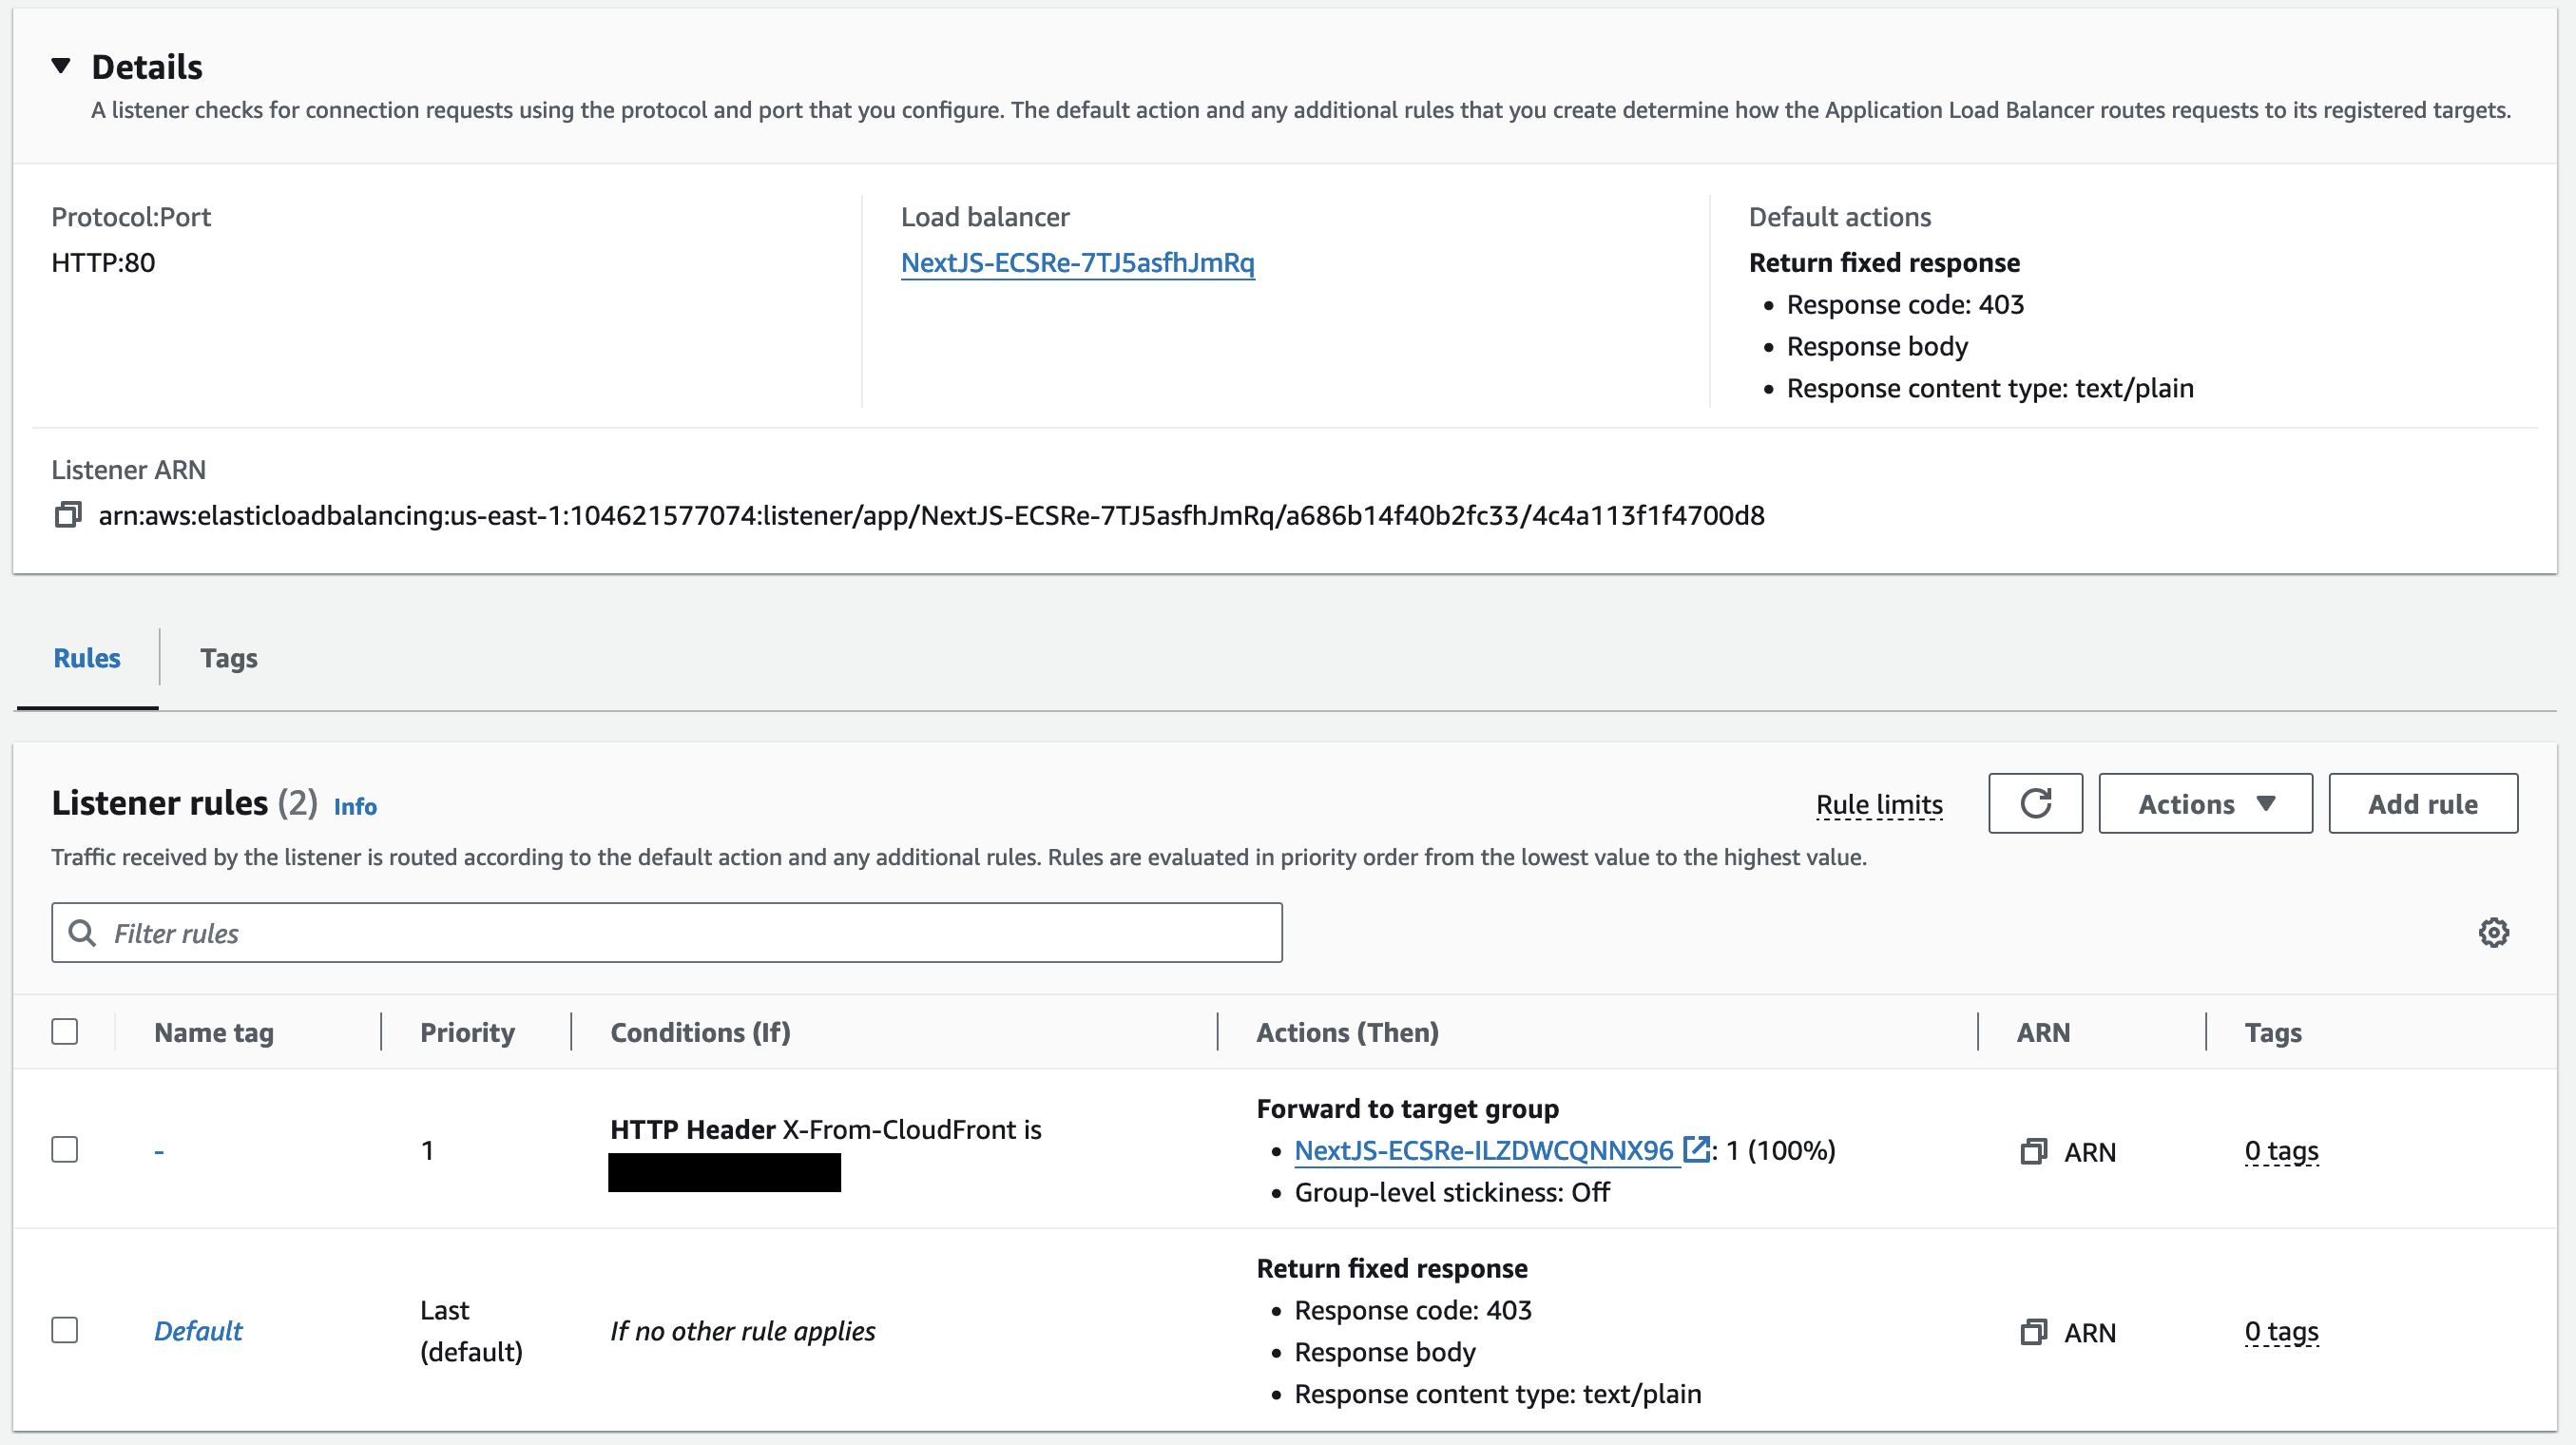 Details
A listener checks for connection requests using the protocol and port that you configure. The default action and any additional rules that you create determine how the Application Load Balancer routes requests to its registered targets.
Protocol:Port
HTTP:80
Load balancer
NextJS-ECSRe-7TJ5asfhJmRq
Default actions
Return fixed response
• Response code: 403
• Response body
• Response content type: text/plain
Listener ARN
arn:aws:elasticloadbalancing:us-east-1:104621577074:listener/app/NextJS-ECSRe-7TJ5asfhJmRq/a686b14f40b2fc33/4c4a113f1f4700d8
Rules
Tags
Listener rules (2) Info
Rule limits
Actions
Add rule
Traffic received by the listener is routed according to the default action and any additional rules. Rules are evaluated in priority order from the lowest value to the highest value.
Filter rules
Name tag
Priority
Conditions (If)
Actions (Then)
ARN
Tags
-
1
HTTP Header X-From-CloudFront is
Forward to target group
• NextJS-ECSRe-ILZDWCQNNX96 : 1 (100%)
• Group-level stickiness: Off
ARN
0 tags
Default
Last
(default)
If no other rule applies
Return fixed response
• Response code: 403
• Response body
• Response content type: text/plain
ARN
0 tags